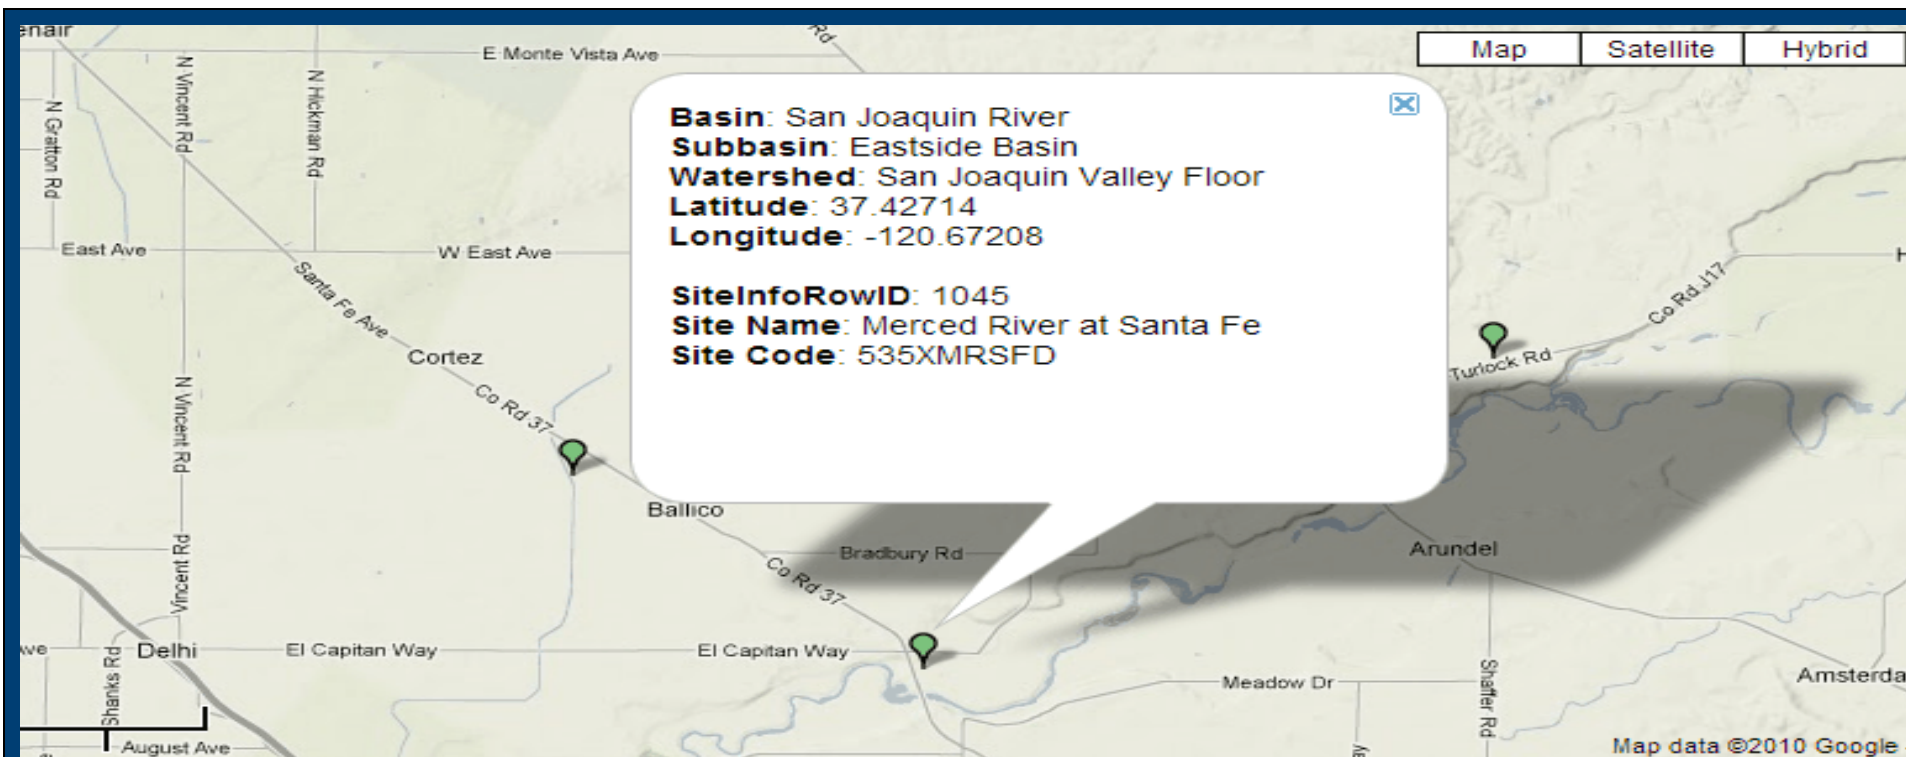 enair
Rd
E Monte Vista Ave
Map
Satellite
Hybrid
N Vincent Rd
N Hickman Rd
N Gratton Rd
Basin: San Joaquin River
Subbasin: Eastside Basin
Watershed: San Joaquin Valley Floor
Latitude: 37.42714
Longitude: -120.67208
SiteInfoRowID: 1045
Site Name: Merced River at Santa Fe
Site Code: 535XMRSFD
East Ave
W East Ave
H
Santa Fe Ave
Co Rd J17
Cortez
Turlock Rd
N Vincent Rd
Co Rd 37
Ballico
Bradbury Rd
Arundel
Vincent Rd
Co Rd 37
Delhi
El Capitan Way
El Capitan Way
Shanks Rd
Meadow Dr
Shaffer Rd
Amsterda
August Ave
Map data ©2010 Google